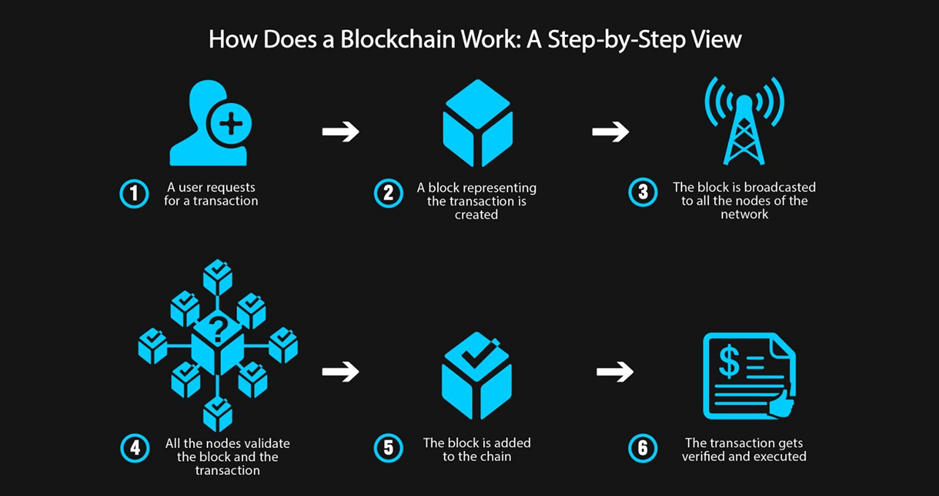 How Does a Blockchain Work: A Step-by-Step View
1
A user requests
for a transaction
2
A block representing
the transaction is
created
3
The block is broadcasted
to all the nodes of the
network
?
4
All the nodes validate
the block and the
transaction
5
The block is added
to the chain
$
6
The transaction gets
verified and executed